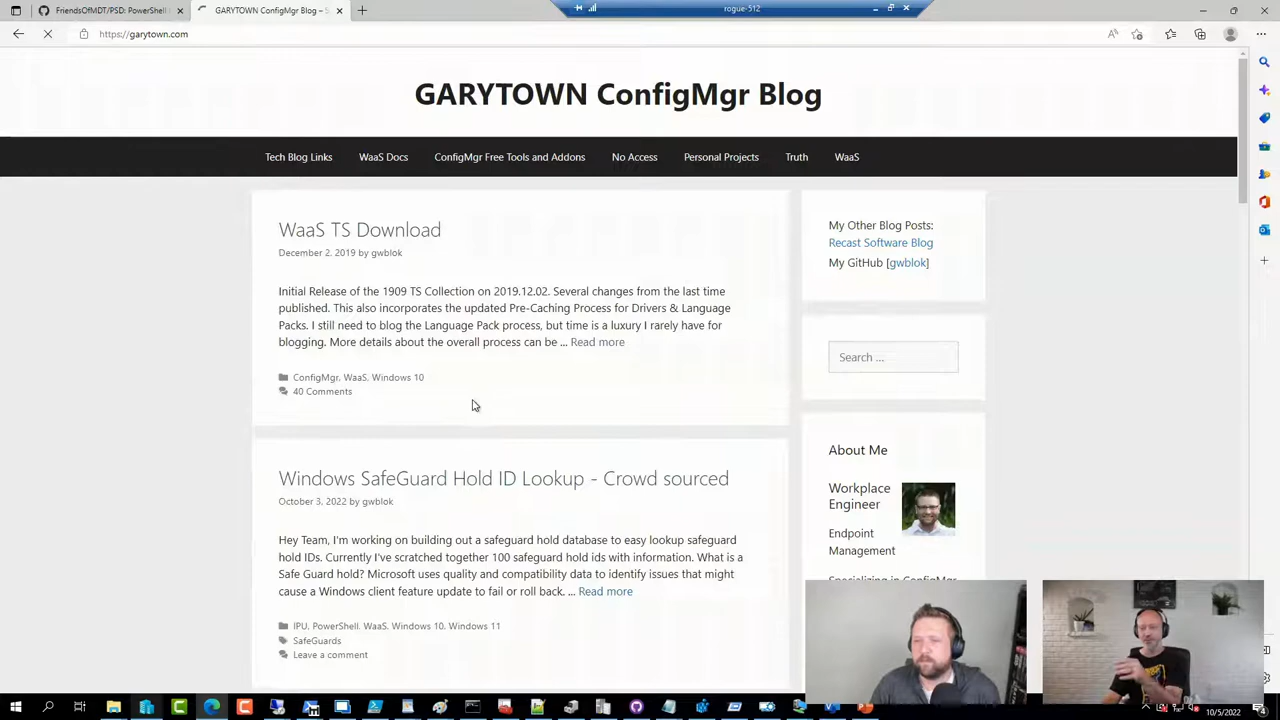 FriendsOfMDT/PSD: PowerShell
GARYTOWN ConfigMgr Blog – S
rogue-512
https://garytown.com
GARYTOWN ConfigMgr Blog
Tech Blog Links
WaaS Docs
ConfigMgr Free Tools and Addons
No Access
Personal Projects
Truth
WaaS
WaaS TS Download
December 2, 2019 by gwblok
Initial Release of the 1909 TS Collection on 2019.12.02. Several changes from the last time
published. This also incorporates the updated Pre-Caching Process for Drivers & Language
Packs. I still need to blog the Language Pack process, but time is a luxury I rarely have for
blogging. More details about the overall process can be ... Read more
ConfigMgr, WaaS, Windows 10
40 Comments
Windows SafeGuard Hold ID Lookup - Crowd sourced
October 3, 2022 by gwblok
Hey Team, I'm working on building out a safeguard hold database to easy lookup safeguard
hold IDs. Currently I've scratched together 100 safeguard hold ids with information. What is a
Safe Guard hold? Microsoft uses quality and compatibility data to identify issues that might
cause a Windows client feature update to fail or roll back. ... Read more
IPU, PowerShell, WaaS, Windows 10, Windows 11
SafeGuards
Leave a comment
My Other Blog Posts:
Recast Software Blog
My GitHub [gwblok]
Search ...
About Me
Workplace
Engineer
Endpoint
Management
Specializing in ConfigMgr
10/5/2022